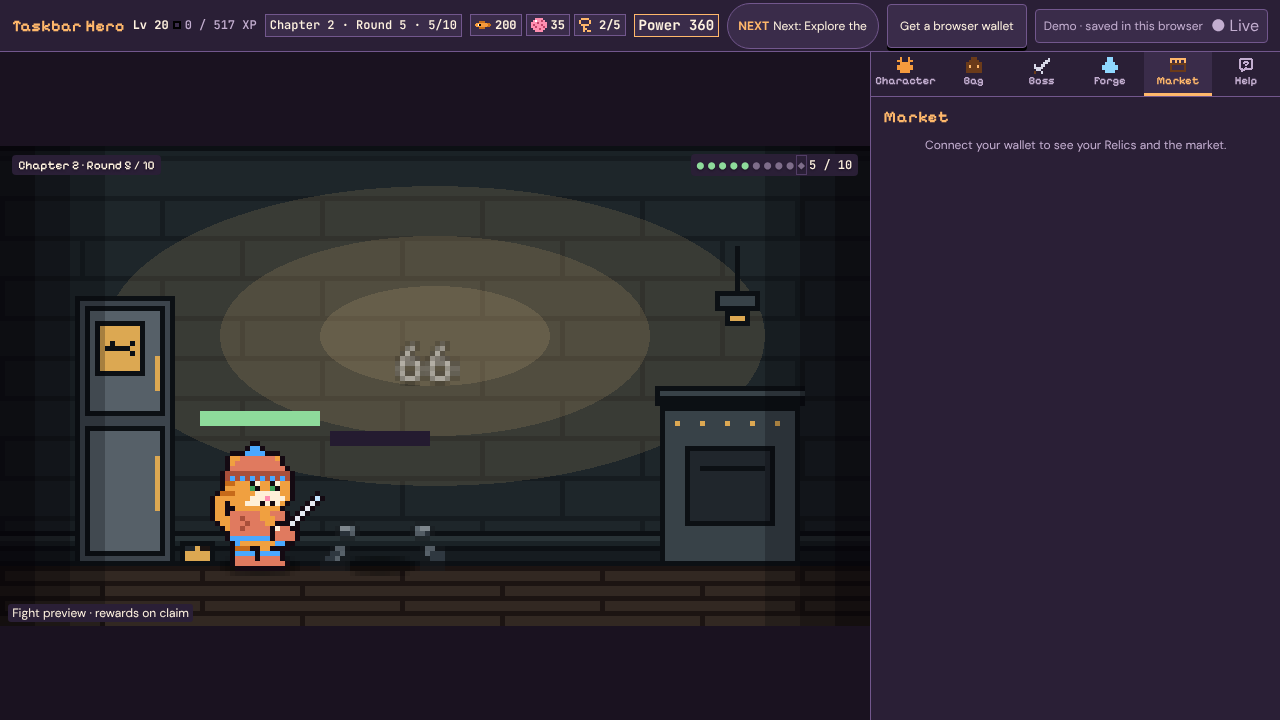 Taskbar Hero
Lv 20
0 / 517 XP
Chapter 2 · Round 5 · 5/10
200
35
2/5
Power 360
NEXT Next: Explore the
Get a browser wallet
Demo · saved in this browser
Live
Character
Bag
Boss
Forge
Market
Help
Market
Connect your wallet to see your Relics and the market.
Chapter 2 · Round 5 / 10
5 / 10
66
Fight preview · rewards on claim